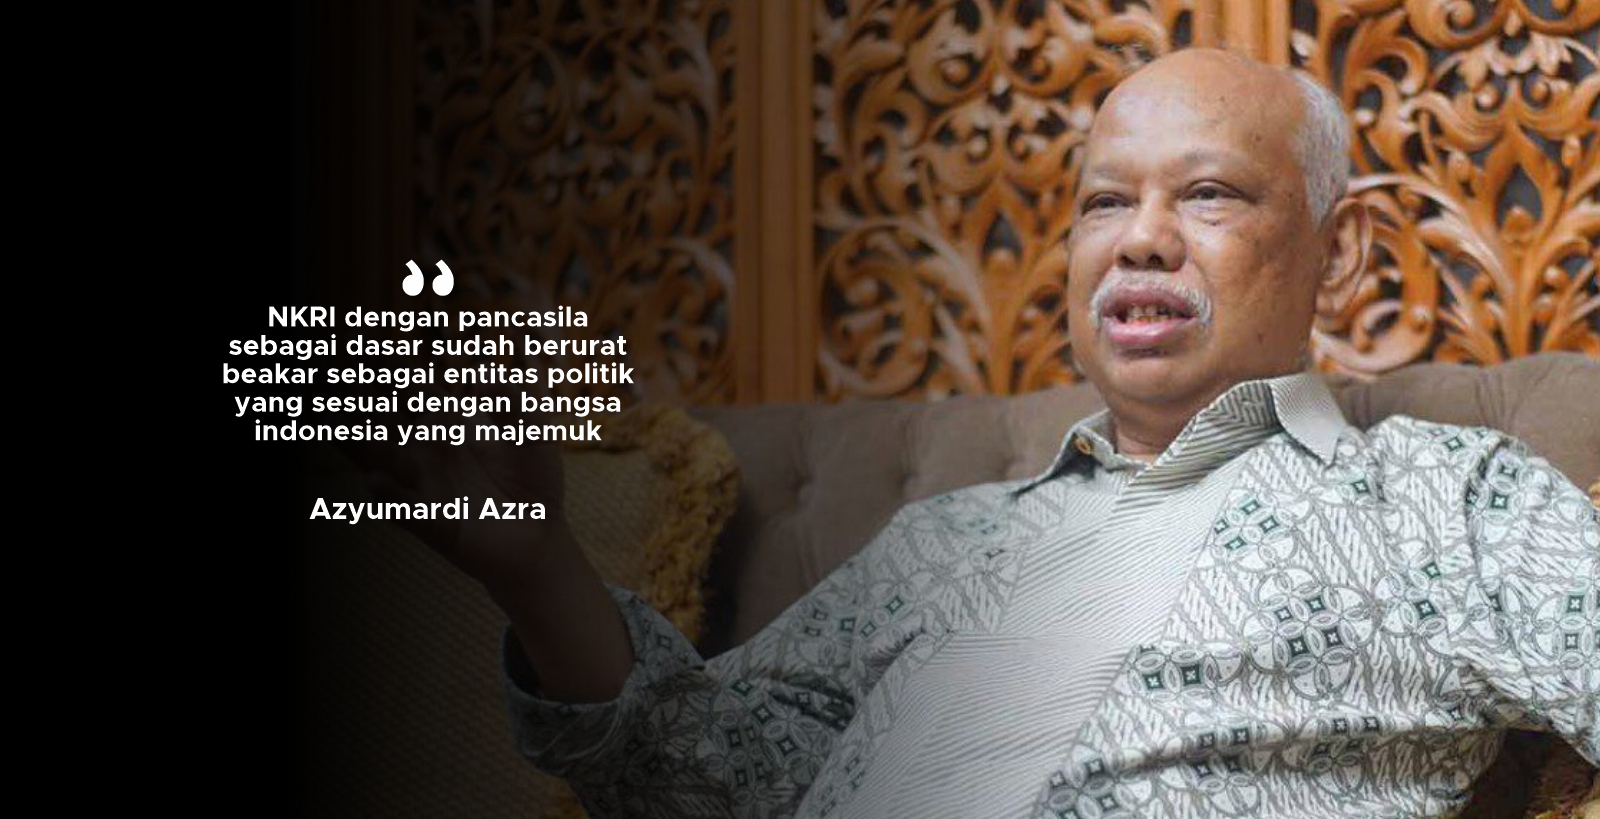 ❟❟
NKRI dengan pancasila
sebagai dasar sudah berurat
beakar sebagai entitas politik
yang sesuai dengan bangsa
indonesia yang majemuk
Azyumardi Azra